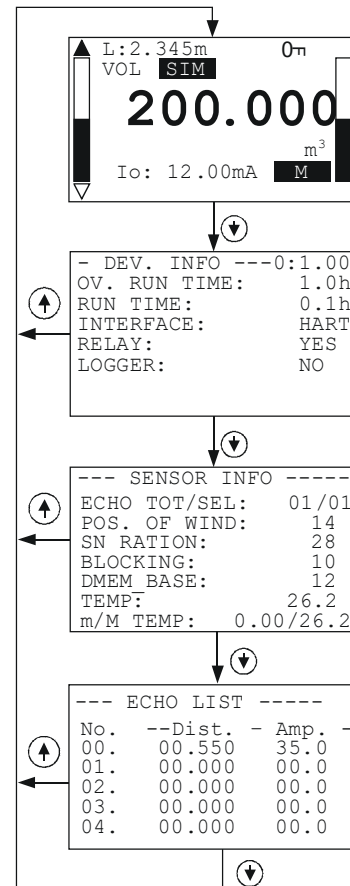 L:2.345m
VOL SIM
200.000
m³
Io: 12.00mA M
- DEV. INFO ---0:1.00
OV. RUN TIME: 1.0h
RUN TIME: 0.1h
INTERFACE: HART
RELAY: YES
LOGGER: NO
--- SENSOR INFO -----
ECHO TOT/SEL: 01/01
POS. OF WIND: 14
SN RATION: 28
BLOCKING: 10
DMEM BASE: 12
TEMP: 26.2
m/M TEMP: 0.00/26.2
--- ECHO LIST -----
No. --Dist. - Amp. -
00. 00.550 35.0
01. 00.000 00.0
02. 00.000 00.0
03. 00.000 00.0
04. 00.000 00.0